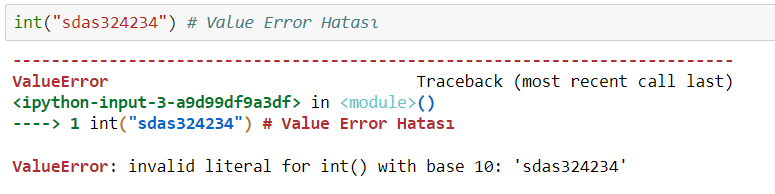 int("sdas324234") # Value Error Hatası
---------------------------------------------------------------------------
ValueError                                Traceback (most recent call last)
<ipython-input-3-a9d99df9a3df> in <module>()
----> 1 int("sdas324234") # Value Error Hatası
ValueError: invalid literal for int() with base 10: 'sdas324234'